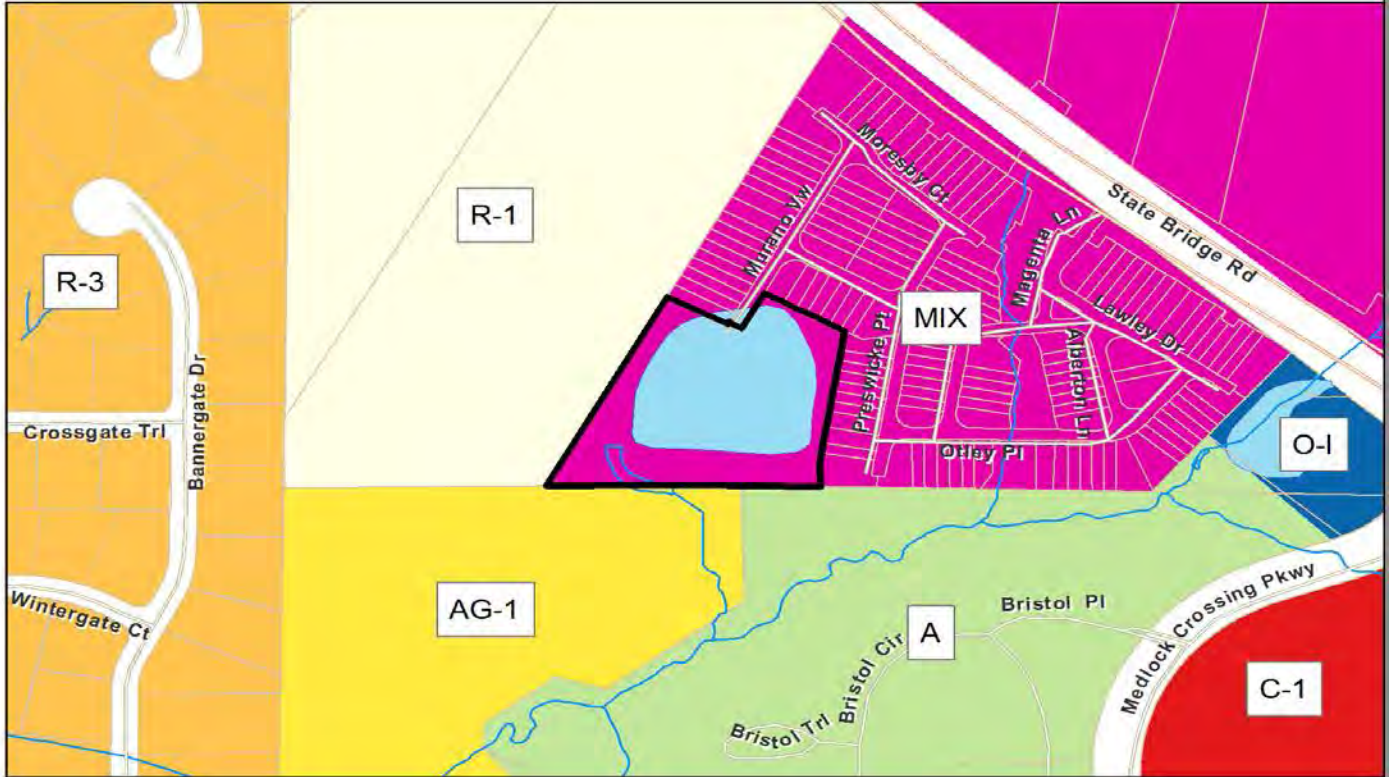 Moresby Ct
State Bridge Rd
R-1
Murano Vw
Magenta Ln
R-3
MIX
Lawley Dr
Preswicke Pl
Alberton Ln
Bannergate Dr
Crossgate Trl
Otley Pl
O-I
Wintergate Ct
AG-1
Bristol Pl
A
Medlock Crossing Pkwy
Bristol Cir
C-1
Bristol Trl